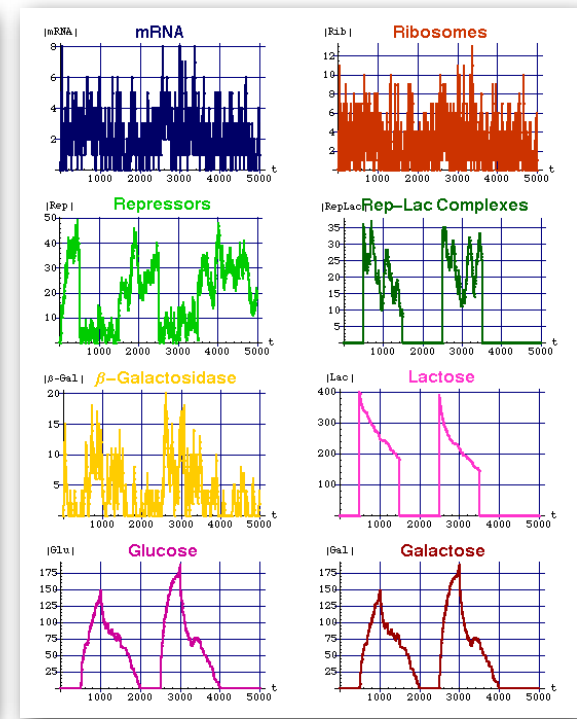 |mRNA| mRNA
8
6
4
2
1000 2000 3000 4000 5000 t
|Rib| Ribosomes
12
10
8
6
4
2
1000 2000 3000 4000 5000 t
|Rep| Repressors
50
40
30
20
10
1000 2000 3000 4000 5000 t
|RepLac Rep–Lac Complexes
35
30
25
20
15
10
5
1000 2000 3000 4000 5000 t
|β-Gal| β–Galactosidase
20
15
10
5
1000 2000 3000 4000 5000 t
|Lac| Lactose
400
300
200
100
1000 2000 3000 4000 5000 t
|Glu| Glucose
175
150
125
100
75
50
25
1000 2000 3000 4000 5000 t
|Gal| Galactose
175
150
125
100
75
50
25
1000 2000 3000 4000 5000 t